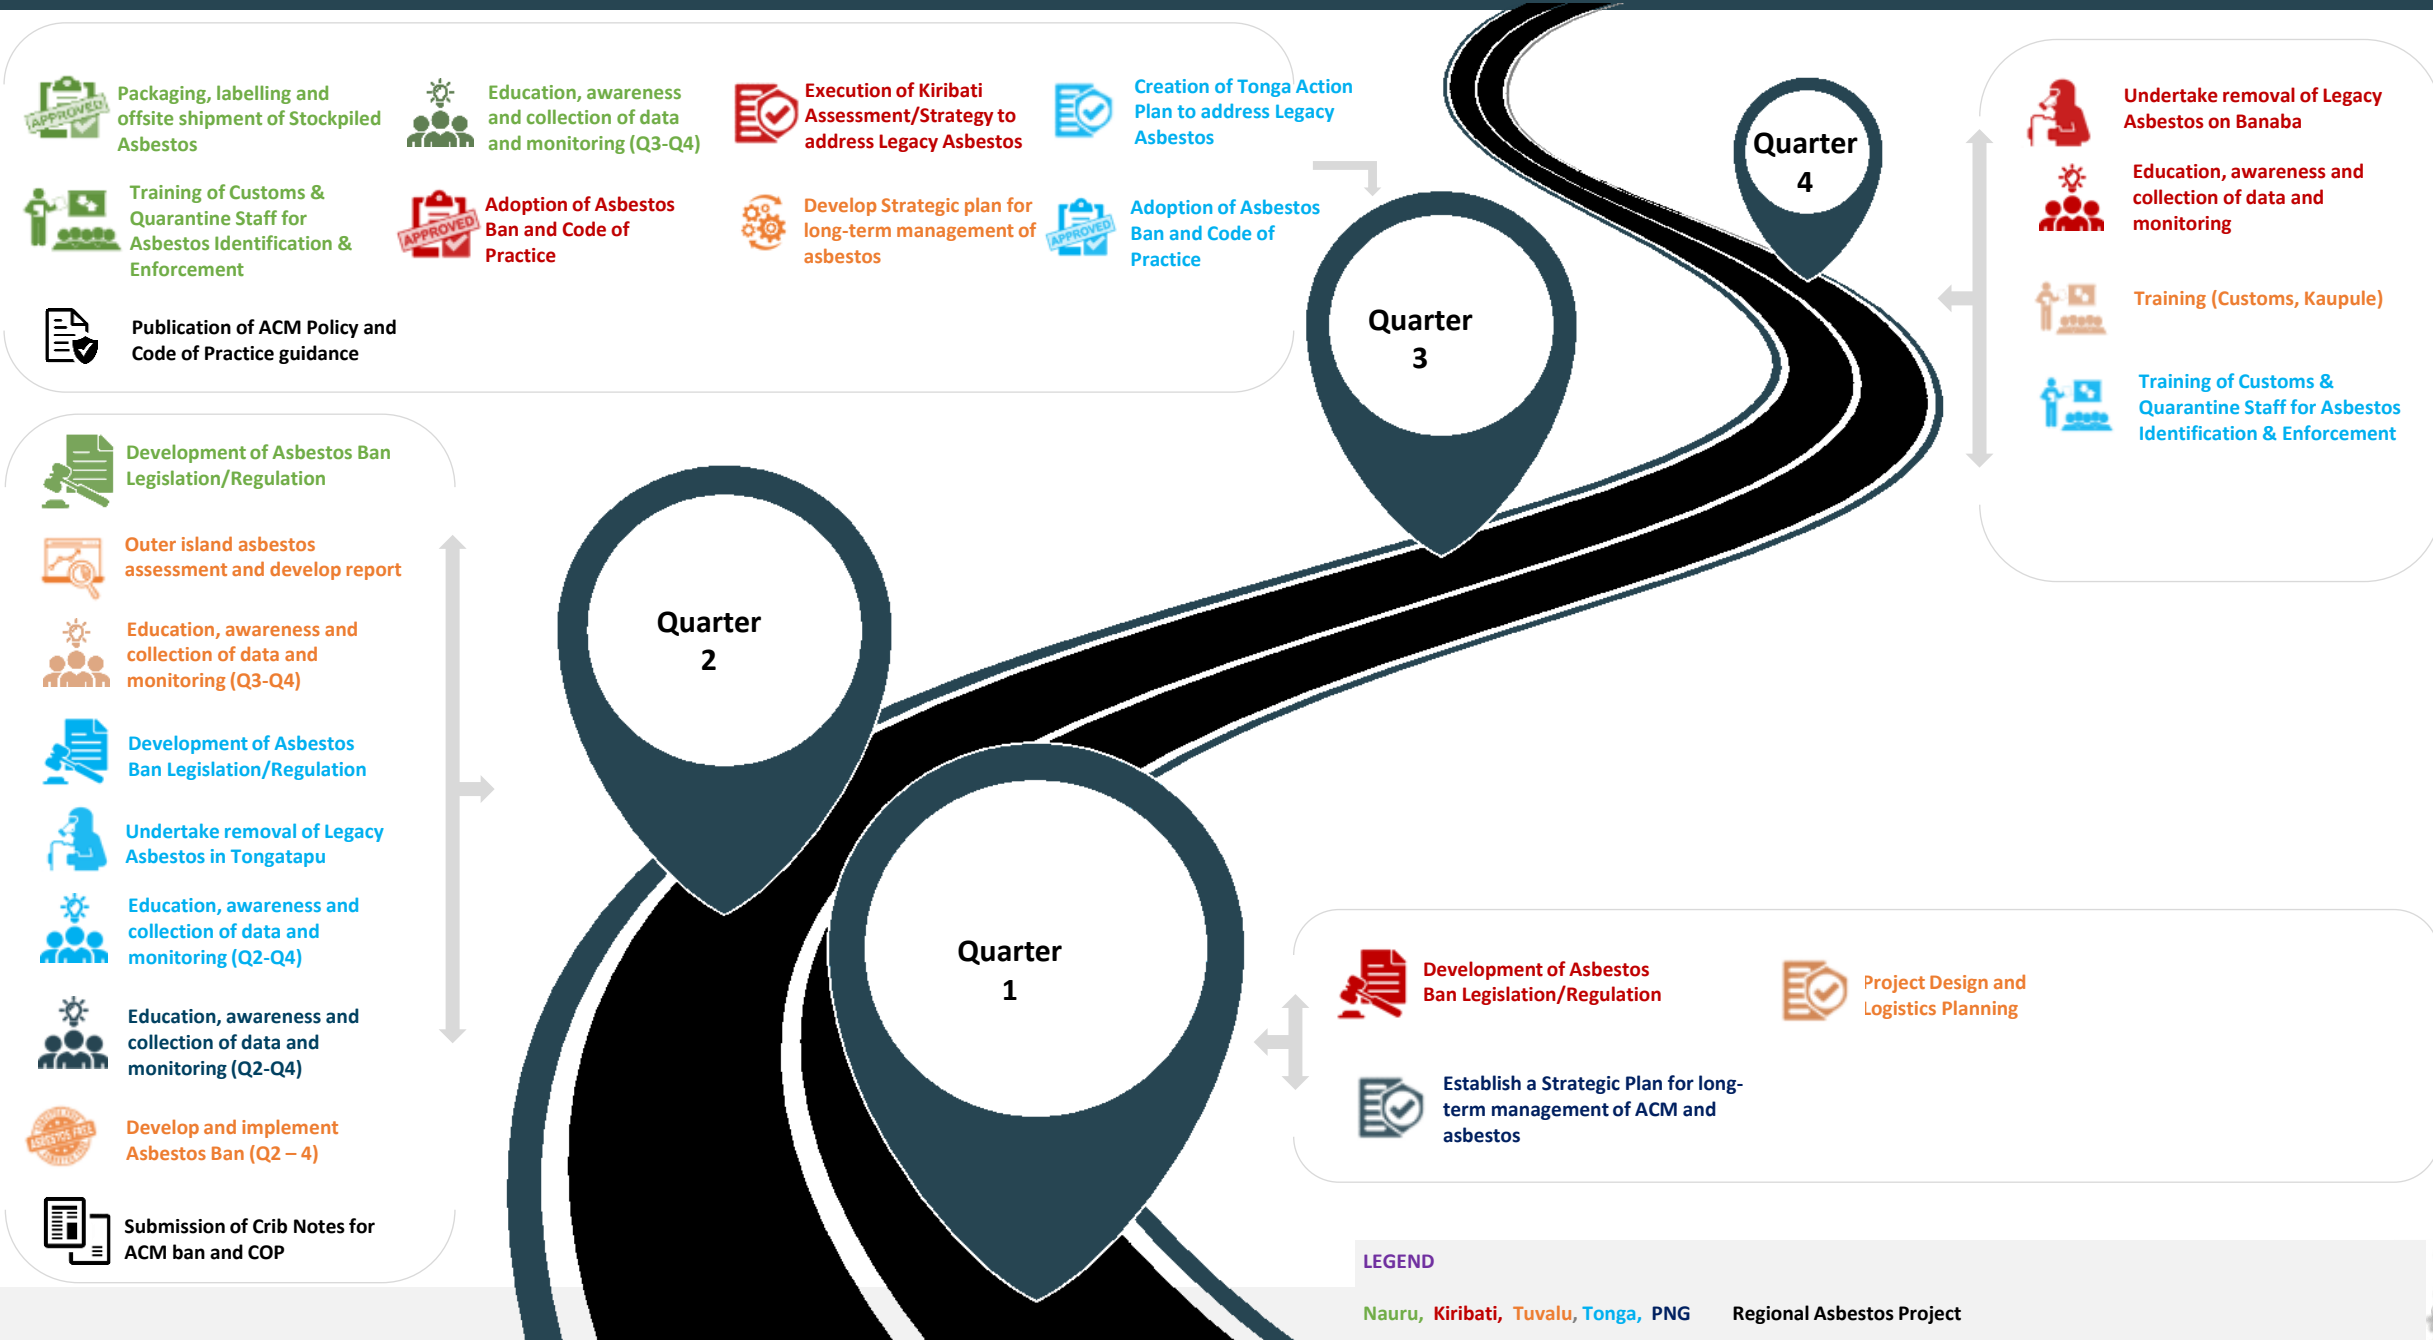 Packaging, labelling and
offsite shipment of Stockpiled
Asbestos
APPROVED
Education, awareness
and collection of data
and monitoring (Q3-Q4)
Execution of Kiribati
Assessment/Strategy to
address Legacy Asbestos
Creation of Tonga Action
Plan to address Legacy
Asbestos
Training of Customs &
Quarantine Staff for
Asbestos Identification &
Enforcement
APPROVED
Adoption of Asbestos
Ban and Code of
Practice
Develop Strategic plan for
long-term management of
asbestos
APPROVED
Adoption of Asbestos
Ban and Code of
Practice
Publication of ACM Policy and
Code of Practice guidance
Quarter
3
Quarter
4
Undertake removal of Legacy
Asbestos on Banaba
Education, awareness and
collection of data and
monitoring
Training (Customs, Kaupule)
Training of Customs &
Quarantine Staff for Asbestos
Identification & Enforcement
Development of Asbestos Ban
Legislation/Regulation
Outer island asbestos
assessment and develop report
Education, awareness and
collection of data and
monitoring (Q3-Q4)
Development of Asbestos
Ban Legislation/Regulation
Undertake removal of Legacy
Asbestos in Tongatapu
Education, awareness and
collection of data and
monitoring (Q2-Q4)
Education, awareness and
collection of data and
monitoring (Q2-Q4)
ASBESTOS FREE
Develop and implement
Asbestos Ban (Q2 – 4)
Submission of Crib Notes for
ACM ban and COP
Quarter
2
Quarter
1
Development of Asbestos
Ban Legislation/Regulation
Project Design and
Logistics Planning
Establish a Strategic Plan for long-
term management of ACM and
asbestos
LEGEND
Nauru, Kiribati, Tuvalu, Tonga, PNG Regional Asbestos Project